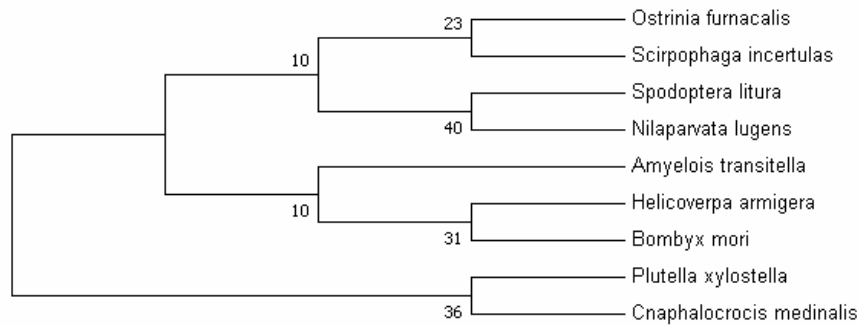 23
Ostrinia furnacalis
10
Scirpophaga incertulas
Spodoptera litura
40
Nilaparvata lugens
Amyelois transitella
10
Helicoverpa armigera
31
Bombyx mori
Plutella xylostella
36
Cnaphalocrocis medinalis